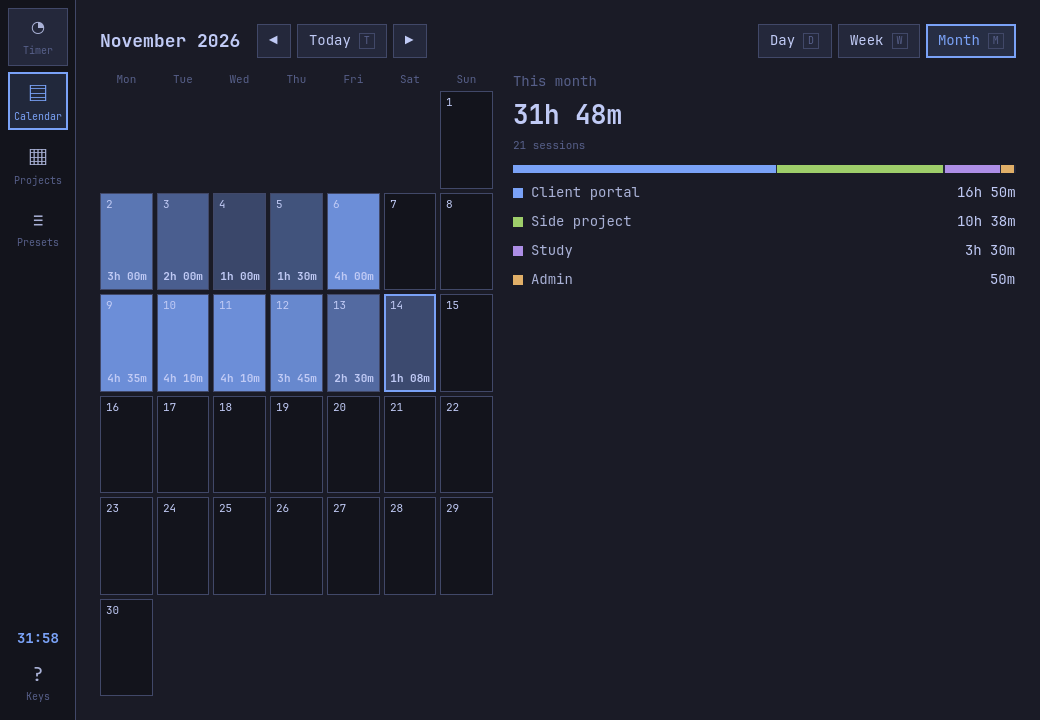 Timer
Calendar
Projects
Presets
31:58
?
Keys
November 2026
◀
Today T
▶
Day D
Week W
Month M
Mon Tue Wed Thu Fri Sat Sun
1
2 3 4 5 6 7 8
3h 00m 2h 00m 1h 00m 1h 30m 4h 00m
9 10 11 12 13 14 15
4h 35m 4h 10m 4h 10m 3h 45m 2h 30m 1h 08m
16 17 18 19 20 21 22
23 24 25 26 27 28 29
30
This month
31h 48m
21 sessions
Client portal 16h 50m
Side project 10h 38m
Study 3h 30m
Admin 50m